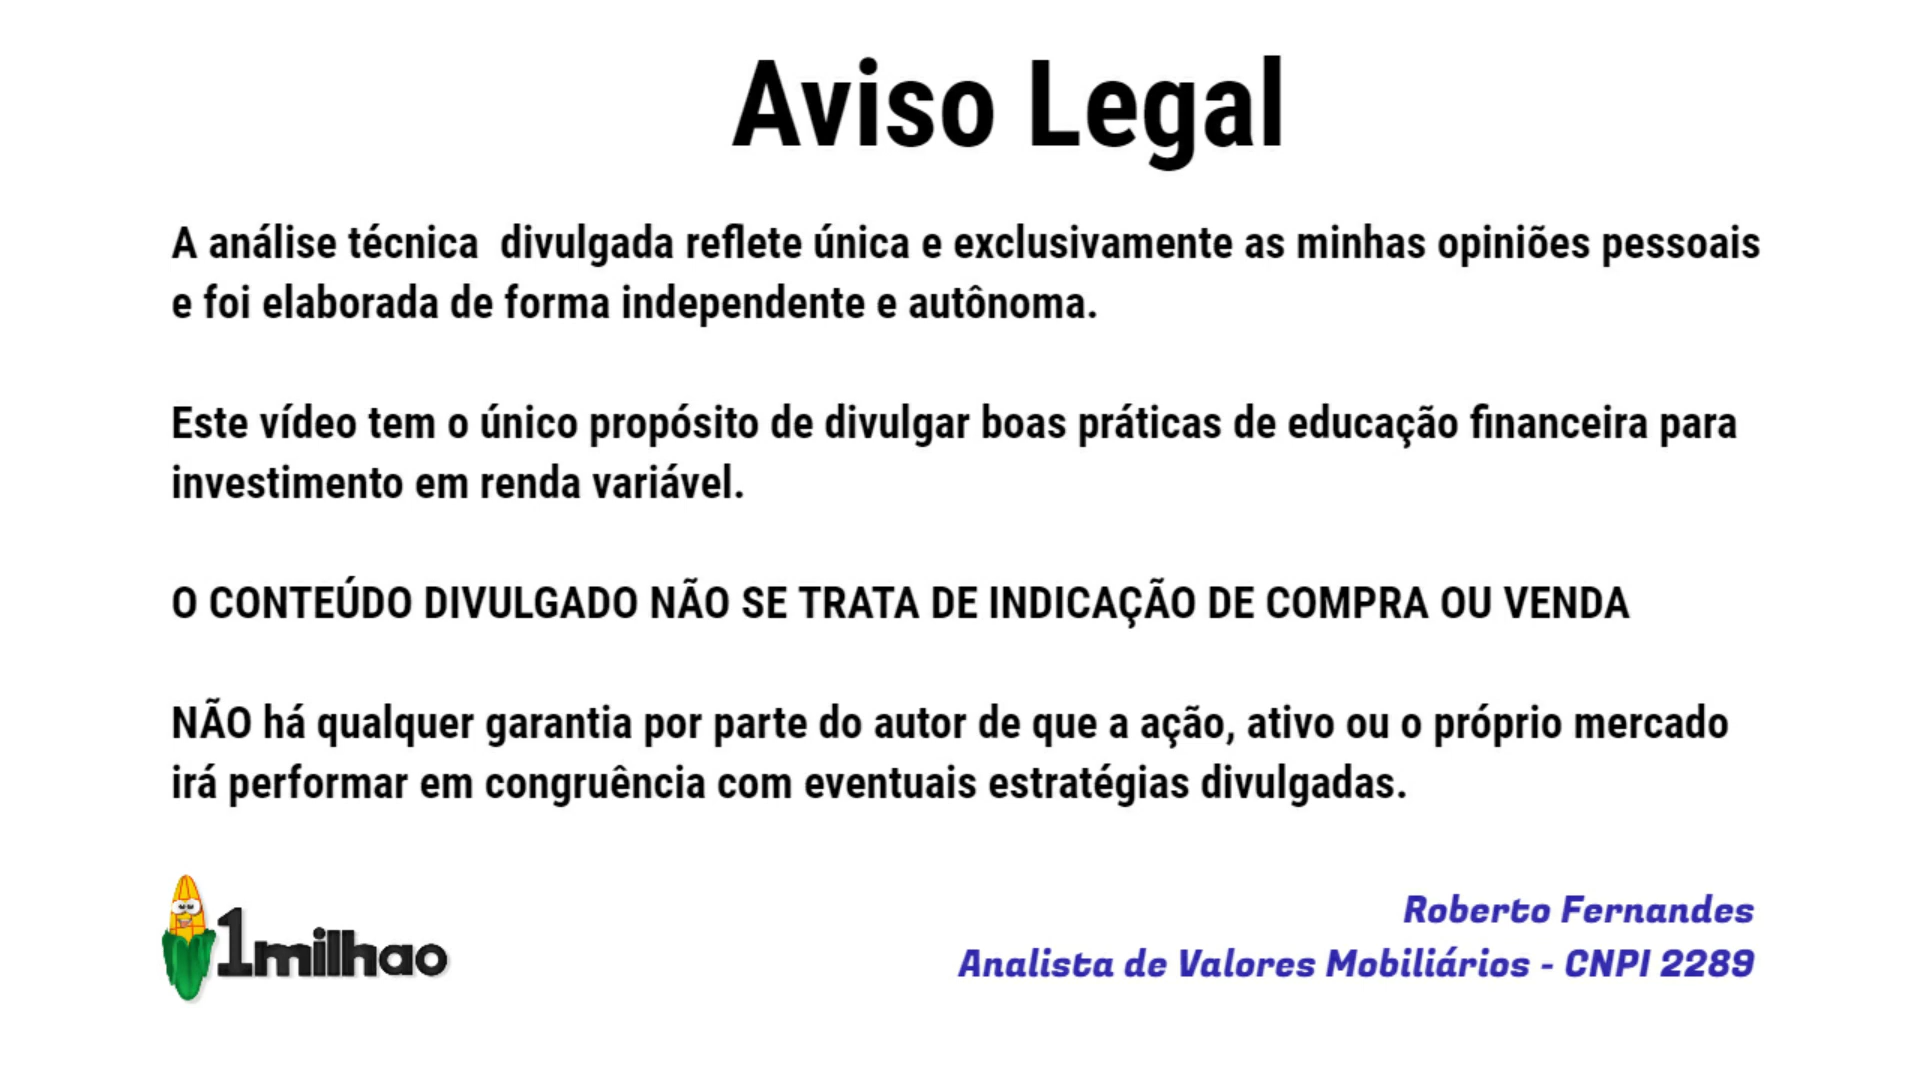 Aviso Legal
A análise técnica divulgada reflete única e exclusivamente as minhas opiniões pessoais
e foi elaborada de forma independente e autônoma.
Este vídeo tem o único propósito de divulgar boas práticas de educação financeira para
investimento em renda variável.
O CONTEÚDO DIVULGADO NÃO SE TRATA DE INDICAÇÃO DE COMPRA OU VENDA
NÃO há qualquer garantia por parte do autor de que a ação, ativo ou o próprio mercado
irá performar em congruência com eventuais estratégias divulgadas.
1milhao
Roberto Fernandes
Analista de Valores Mobiliários - CNPI 2289